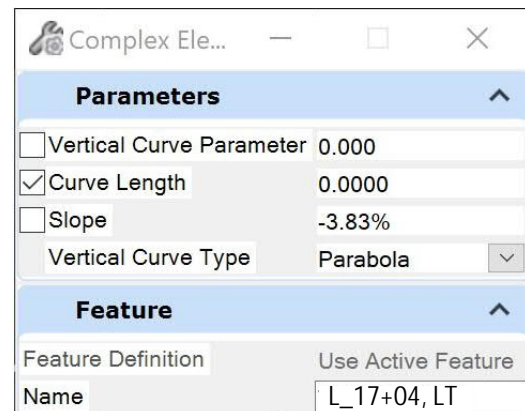 Complex Ele...
Parameters
Vertical Curve Parameter 0.000
Curve Length 0.0000
Slope -3.83%
Vertical Curve Type Parabola
Feature
Feature Definition Use Active Feature
Name L_17+04, LT